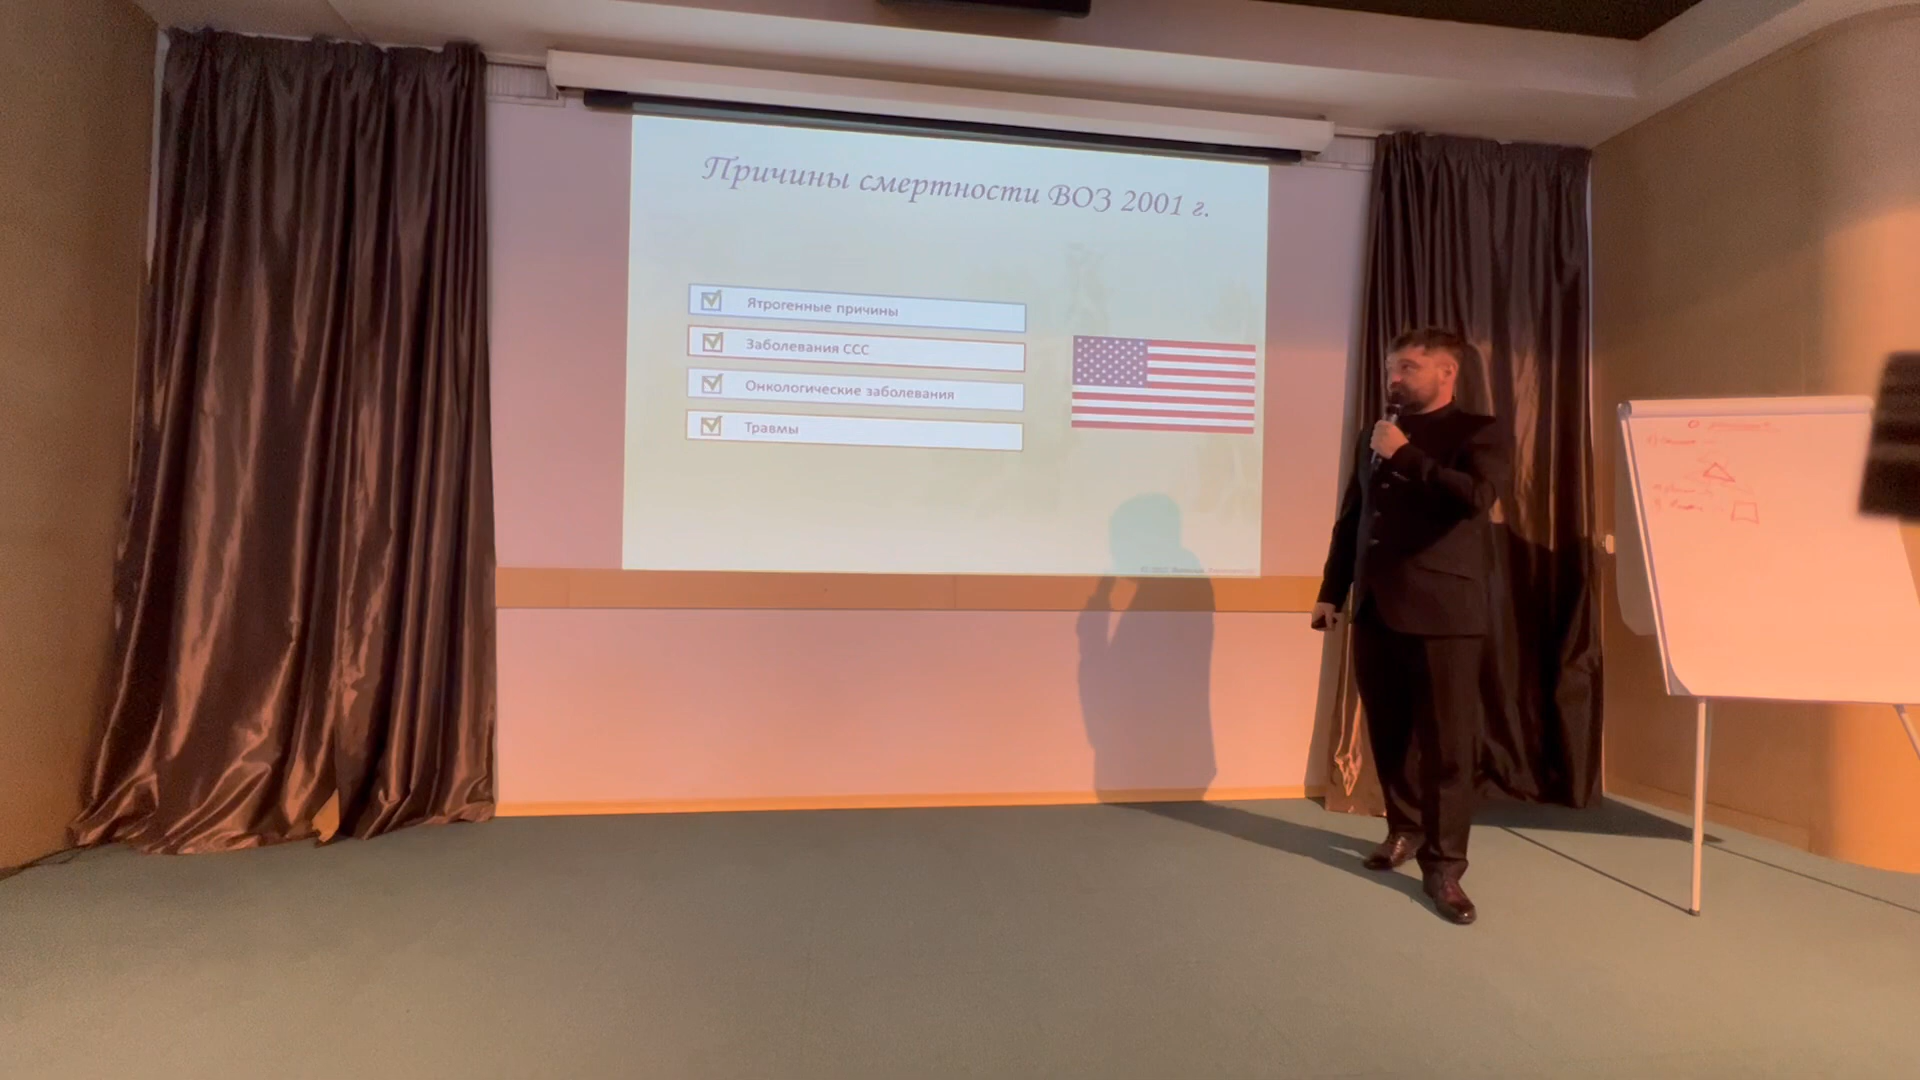 Причины смертности ВОЗ 2001 г.
Ятрогенные причины
Заболевания ССС
Онкологические заболевания
Травмы